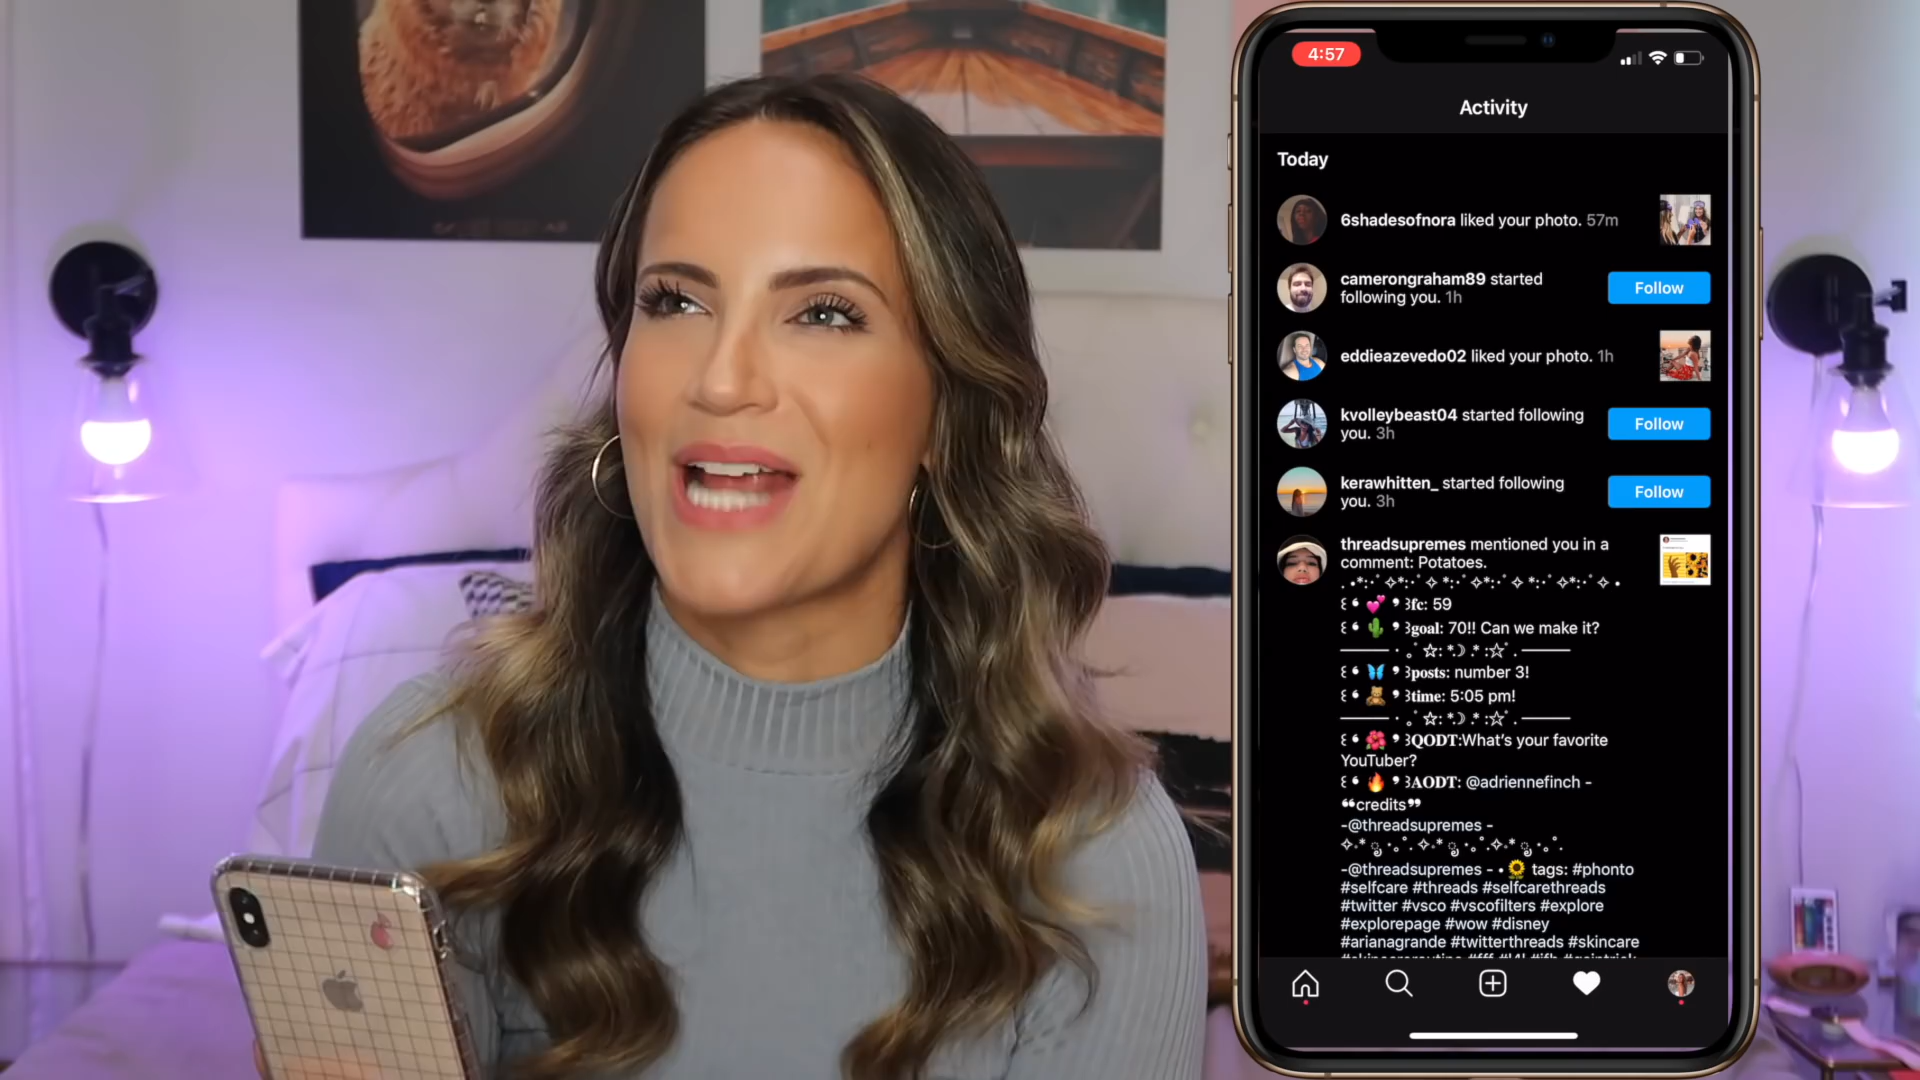 4:57
Activity
Today
6shadesofnora liked your photo. 57m
camerongraham89 started
following you. 1h
Follow
eddieazevedo02 liked your photo. 1h
kvolleybeast04 started following
you. 3h
Follow
kerawhitten_ started following
you. 3h
Follow
threadsupremes mentioned you in a
comment: Potatoes.
. •*:·˚ ✧*:·˚ ✧ *:·˚ ✧*:·˚ ✧ *:·˚ ✧*:·˚ ✧ •
꒰ • 💕 • ꒱𝐟𝐜: 59
꒰ • 🌵 • ꒱𝐠𝐨𝐚𝐥: 70!! Can we make it?
——— · 。ﾟ☆: *.☽ .* :☆ﾟ. ———
꒰ • 🦋 • ꒱𝐩𝐨𝐬𝐭𝐬: number 3!
꒰ • 🧸 • ꒱𝐭𝐢𝐦𝐞: 5:05 pm!
——— · 。ﾟ☆: *.☽ .* :☆ﾟ. ———
꒰ • 🌺 • ꒱𝐐𝐎𝐃𝐓:What's your favorite
YouTuber?
꒰ • 🔥 • ꒱𝐀𝐎𝐃𝐓: @adriennefinch -
❝credits❞
-@threadsupremes -
✧･* ೃ ･｡˚. ✧･* ೃ ･｡˚.✧･* ೃ ･｡˚.
-@threadsupremes - • 🌻 tags: #phonto
#selfcare #threads #selfcarethreads
#twitter #vsco #vscofilters #explore
#explorepage #wow #disney
#arianagrande #twitterthreads #skincare